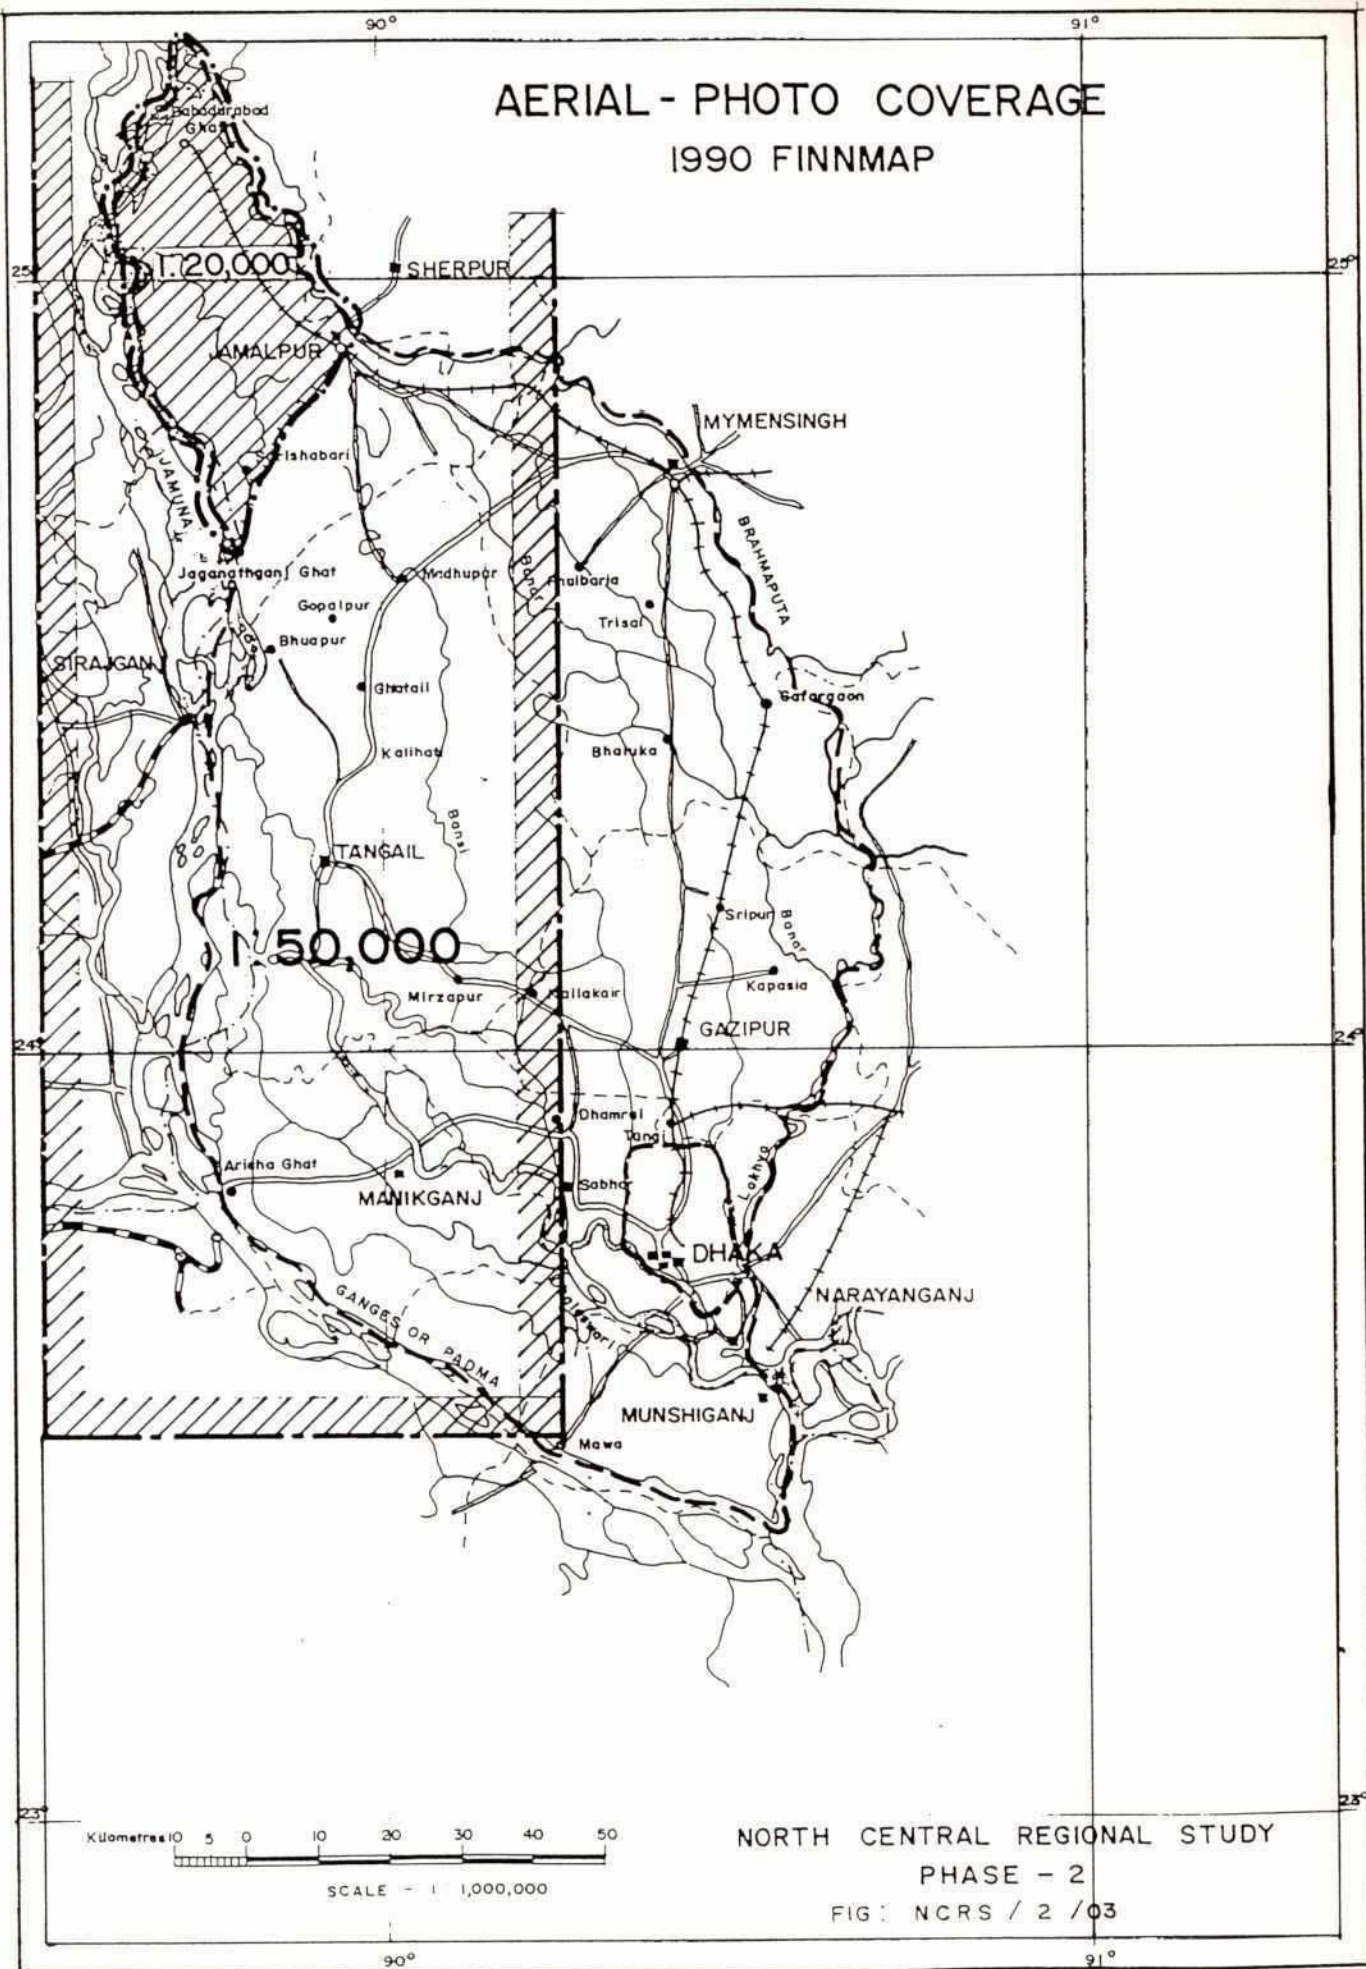 90°
91°
AERIAL - PHOTO COVERAGE
1990 FINNMAP
Bahadurabad
Ghat
1:20,000
25°
SHERPUR
25°
JAMALPUR
MYMENSINGH
Sarishabari
JAMUNA
BRAHMAPUTA
Jaganathganj Ghat
Madhupur
Banar
Phulbaria
Gopalpur
Trisal
Bhuapur
SIRAJGANJ
Ghatail
Gafargaon
Kalihati
Bhaluka
Bansi
TANGAIL
Sripur
Banar
1:50,000
Mirzapur
Kaliakair
Kapasia
GAZIPUR
24°
24°
Dhamrai
Tangi
Aricha Ghat
Lakhya
MANIKGANJ
Sabhar
DHAKA
GANGES OR PADMA
NARAYANGANJ
MUNSHIGANJ
Mawa
23°
23°
Kilometres 10 5 0 10 20 30 40 50
SCALE - 1 1,000,000
NORTH CENTRAL REGIONAL STUDY
PHASE - 2
FIG: NCRS / 2 /03
90°
91°